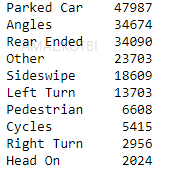 Parked Car 47987
Angles 34674
Rear Ended 34090
Other 23703
Sideswipe 18609
Left Turn 13703
Pedestrian 6608
Cycles 5415
Right Turn 2956
Head On 2024